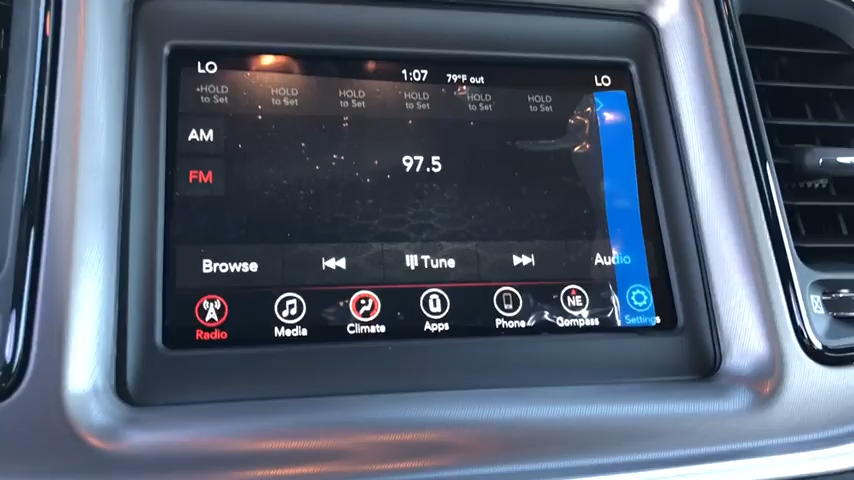 LO 1:07 79°F out LO
HOLD HOLD HOLD HOLD HOLD HOLD
to Set to Set to Set to Set to Set to Set
AM
97.5
FM
Browse Tune Audio
NE
Radio Media Climate Apps Phone Compass Settings